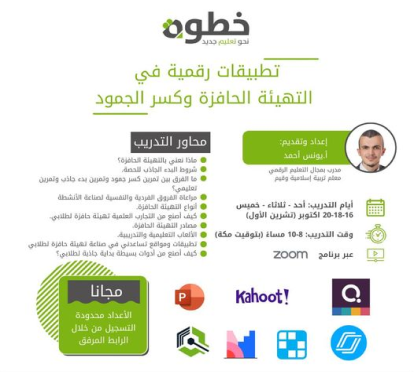 خطوة
نحو تعليم جديد
تطبيقات رقمية في
التهيئة الحافزة وكسر الجمود
إعداد وتقديم:
أ.يونس أحمد
مدرب بمجال التعليم الرقمي
معلم تربية إسلامية وقيم
أيام التدريب: أحد - ثلاثاء - خميس
16-18-20 اكتوبر (تشرين الأول)
وقت التدريب: 8-10 مساءً (بتوقيت مكة)
عبر برنامج zoom
محاور التدريب
ماذا نعني بالتهيئة الحافزة؟
شروط البدء الجاذب للحصة.
ما الفرق بين تمرين كسر جمود وتمرين بدء جاذب وتمرين
تعليمي؟
مراعاة الفروق الفردية والنفسية لصناعة الأنشطة
أنواع التهيئة الحافزة.
كيف أصنع من التجارب العلمية تهيئة حافزة لطلابي.
مصادر التهيئة الحافزة.
الألعاب التعليمية والتدريبية.
تطبيقات ومواقع تساعدني في صناعة تهيئة حافزة لطلابي
كيف أصنع من أدوات بسيطة بداية جاذبة لطلابي؟
مجانا
الأعداد محدودة
التسجيل من خلال
الرابط المرفق
P
Kahoot!